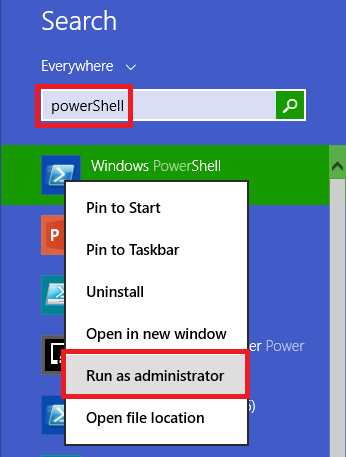 Search
Everywhere
powerShell
Windows PowerShell
Pin to Start
Pin to Taskbar
Uninstall
Open in new window
er Power
Run as administrator
Open file location